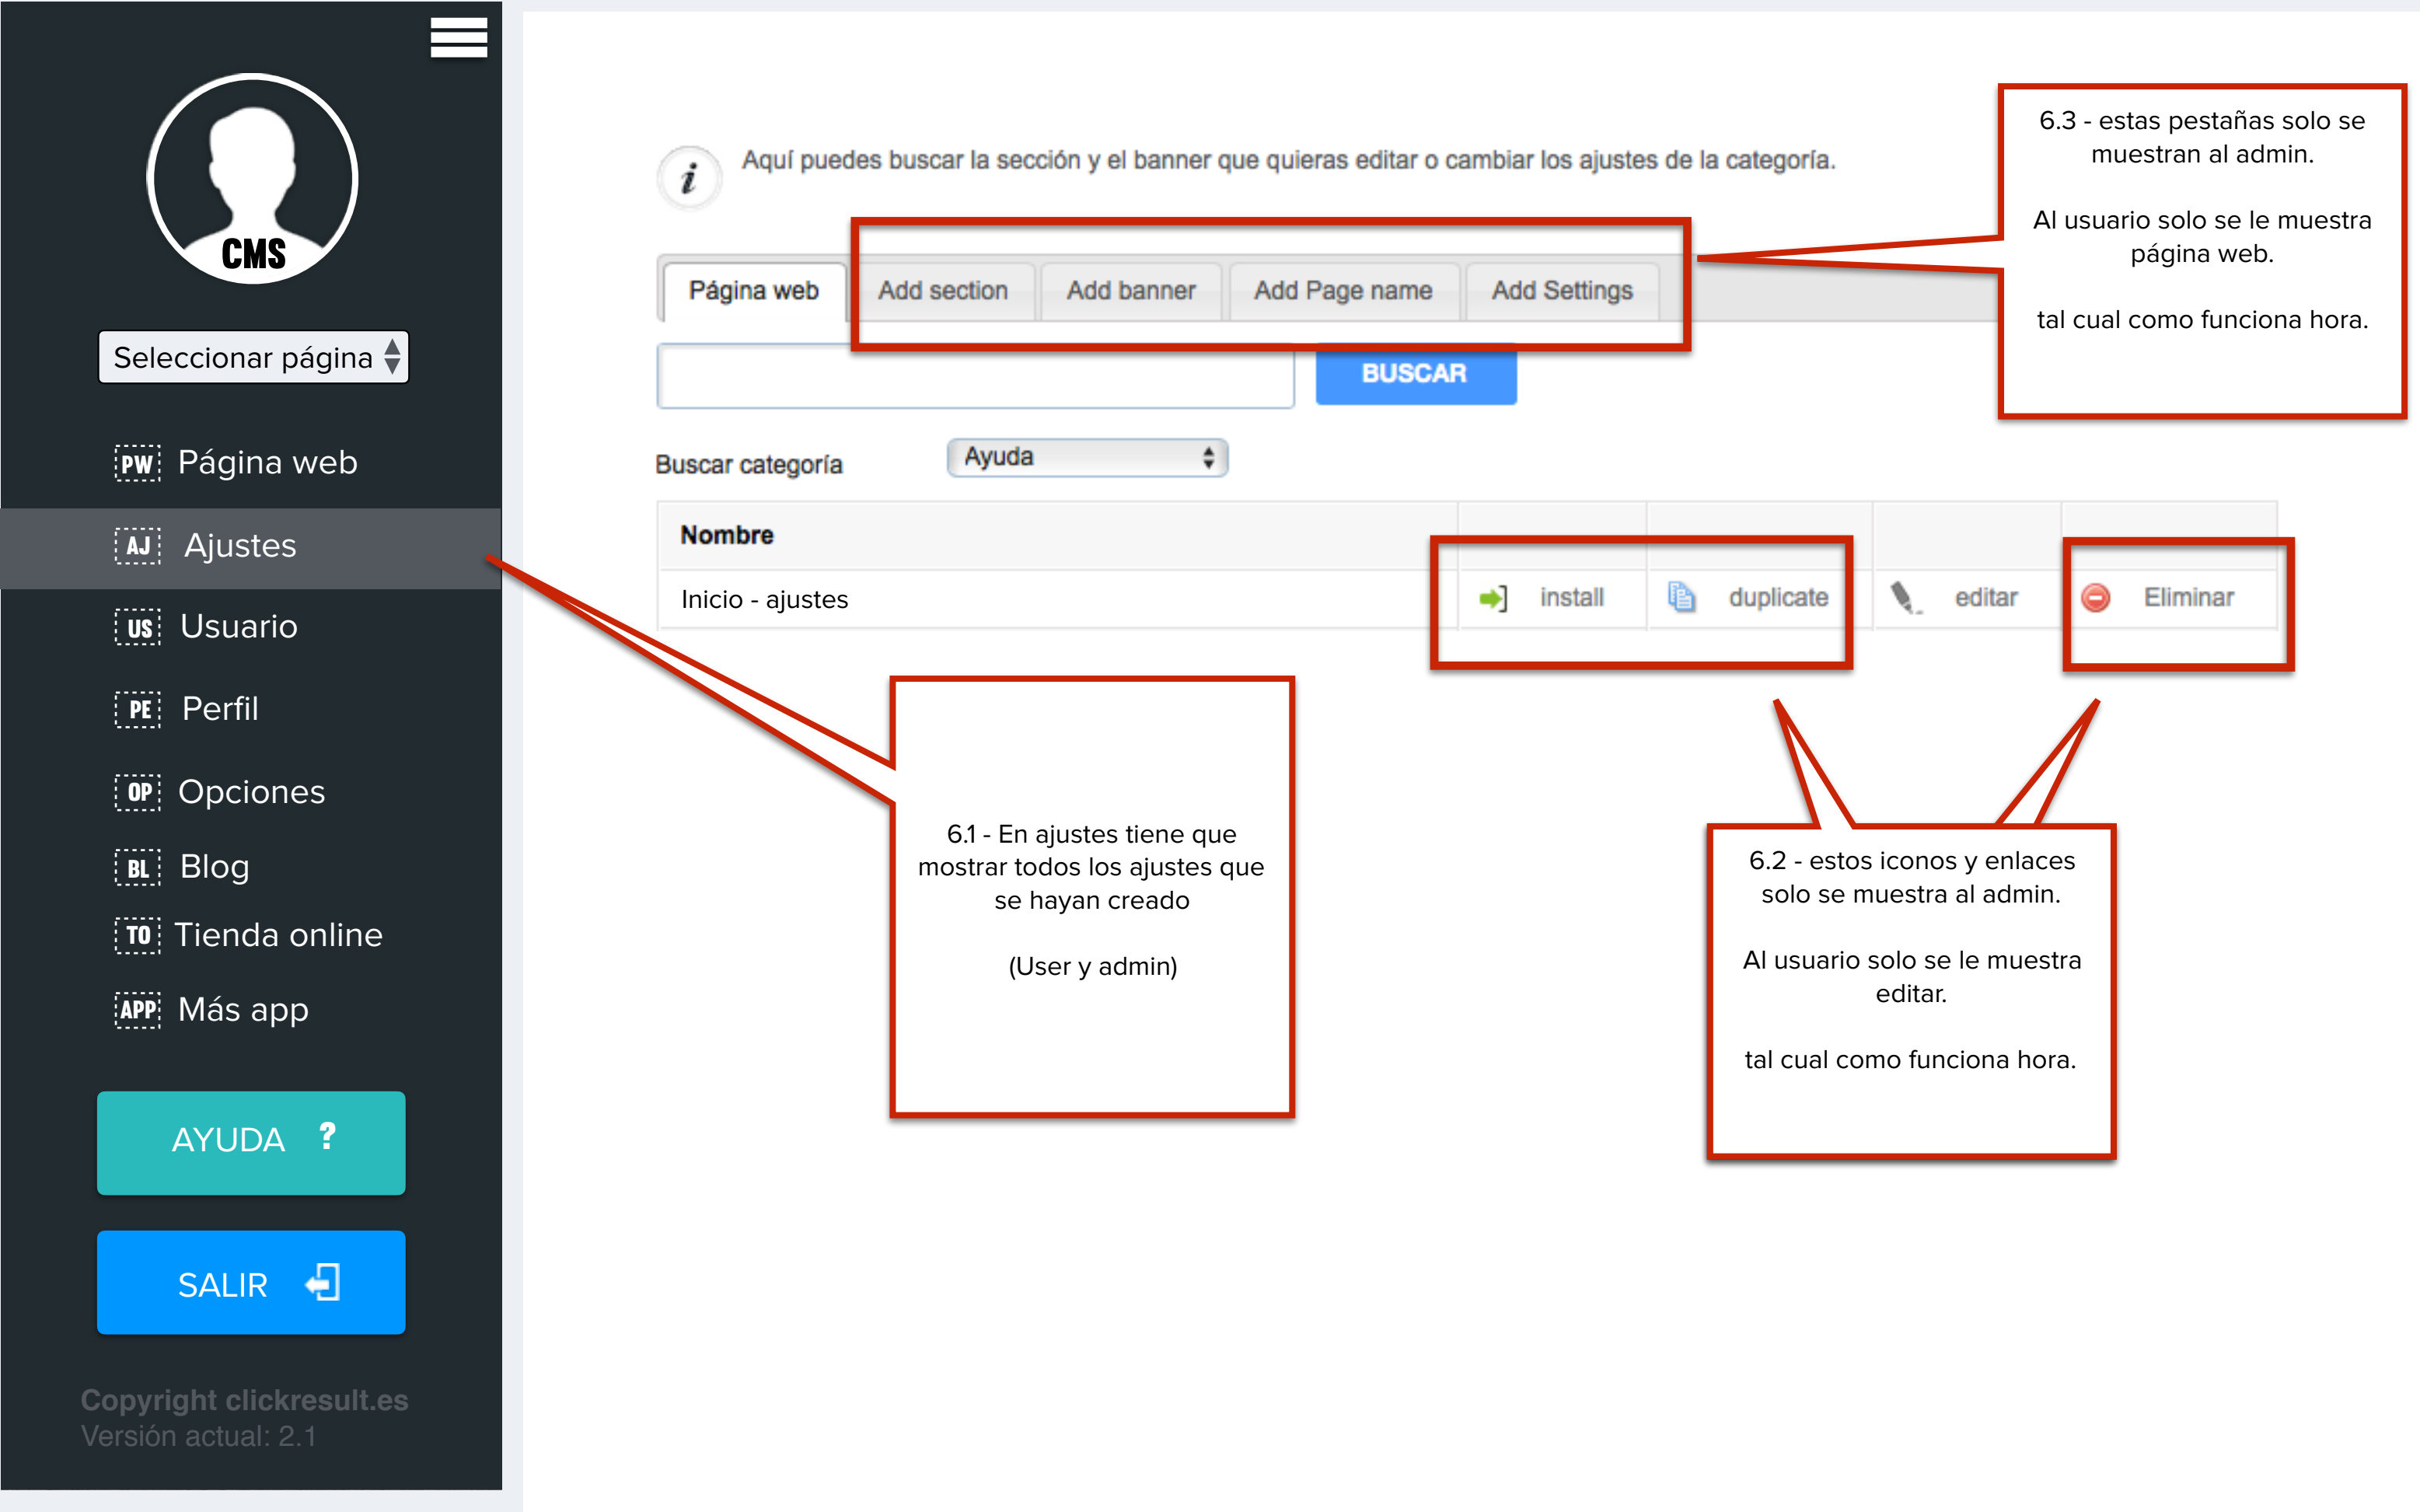 CMS
Seleccionar página
PW Página web
AJ Ajustes
US Usuario
PE Perfil
OP Opciones
BL Blog
TO Tienda online
APP Más app
AYUDA ?
SALIR
Copyright clickresult.es
Versión actual: 2.1
i
Aquí puedes buscar la sección y el banner que quieras editar o cambiar los ajustes de la categoría.
Página web Add section Add banner Add Page name Add Settings
BUSCAR
Buscar categoría Ayuda
Nombre
Inicio - ajustes install duplicate editar Eliminar
6.3 - estas pestañas solo se
muestran al admin.
Al usuario solo se le muestra
página web.
tal cual como funciona hora.
6.1 - En ajustes tiene que
mostrar todos los ajustes que
se hayan creado
(User y admin)
6.2 - estos iconos y enlaces
solo se muestra al admin.
Al usuario solo se le muestra
editar.
tal cual como funciona hora.